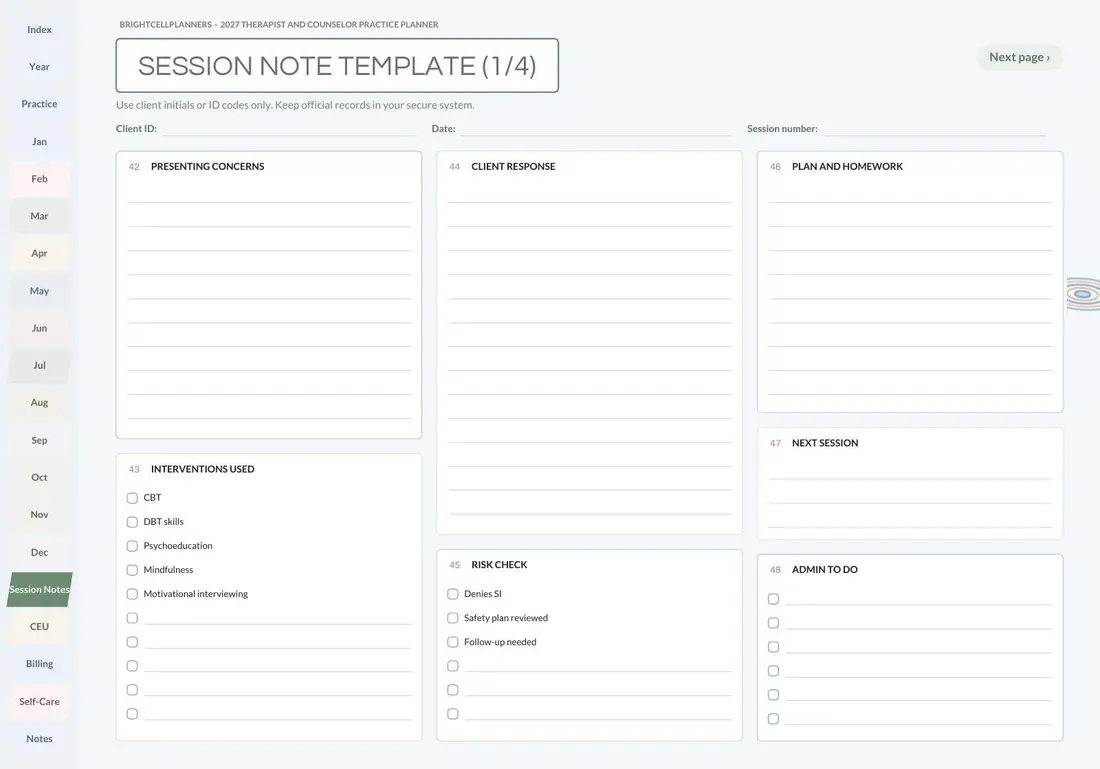 Index
Year
Practice
Jan
Feb
Mar
Apr
May
Jun
Jul
Aug
Sep
Oct
Nov
Dec
Session Notes
CEU
Billing
Self-Care
Notes
BRIGHTCELLPLANNERS - 2027 THERAPIST AND COUNSELOR PRACTICE PLANNER
SESSION NOTE TEMPLATE (1/4)
Next page ›
Use client initials or ID codes only. Keep official records in your secure system.
Client ID: Date: Session number:
42 PRESENTING CONCERNS
43 INTERVENTIONS USED
CBT
DBT skills
Psychoeducation
Mindfulness
Motivational interviewing
44 CLIENT RESPONSE
45 RISK CHECK
Denies SI
Safety plan reviewed
Follow-up needed
46 PLAN AND HOMEWORK
47 NEXT SESSION
48 ADMIN TO DO